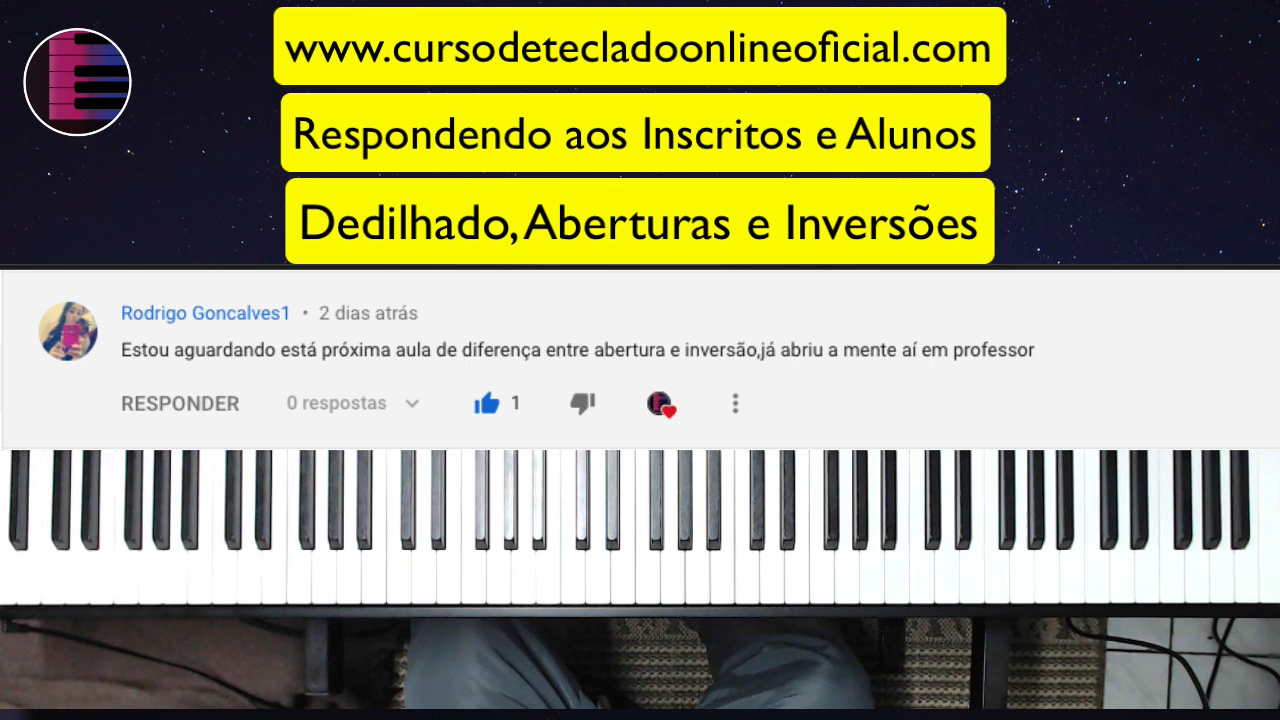 www.cursodetecladoonlineoficial.com
Respondendo aos Inscritos e Alunos
Dedilhado, Aberturas e Inversões
Rodrigo Goncalves1 • 2 dias atrás
Estou aguardando está próxima aula de diferença entre abertura e inversão,já abriu a mente aí em professor
RESPONDER 0 respostas 1